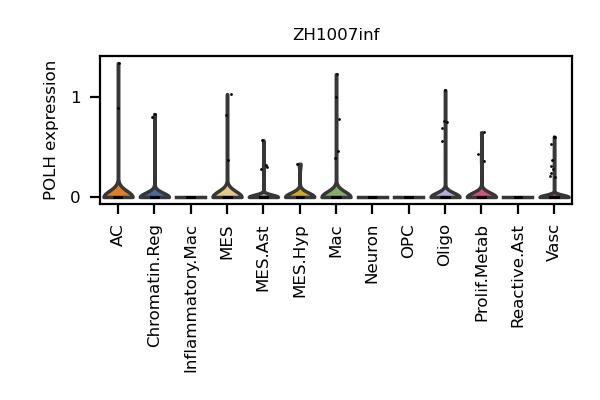 ZH1007inf
POLH expression
1
0
AC
Chromatin.Reg
Inflammatory.Mac
MES
MES.Ast
MES.Hyp
Mac
Neuron
OPC
Oligo
Prolif.Metab
Reactive.Ast
Vasc